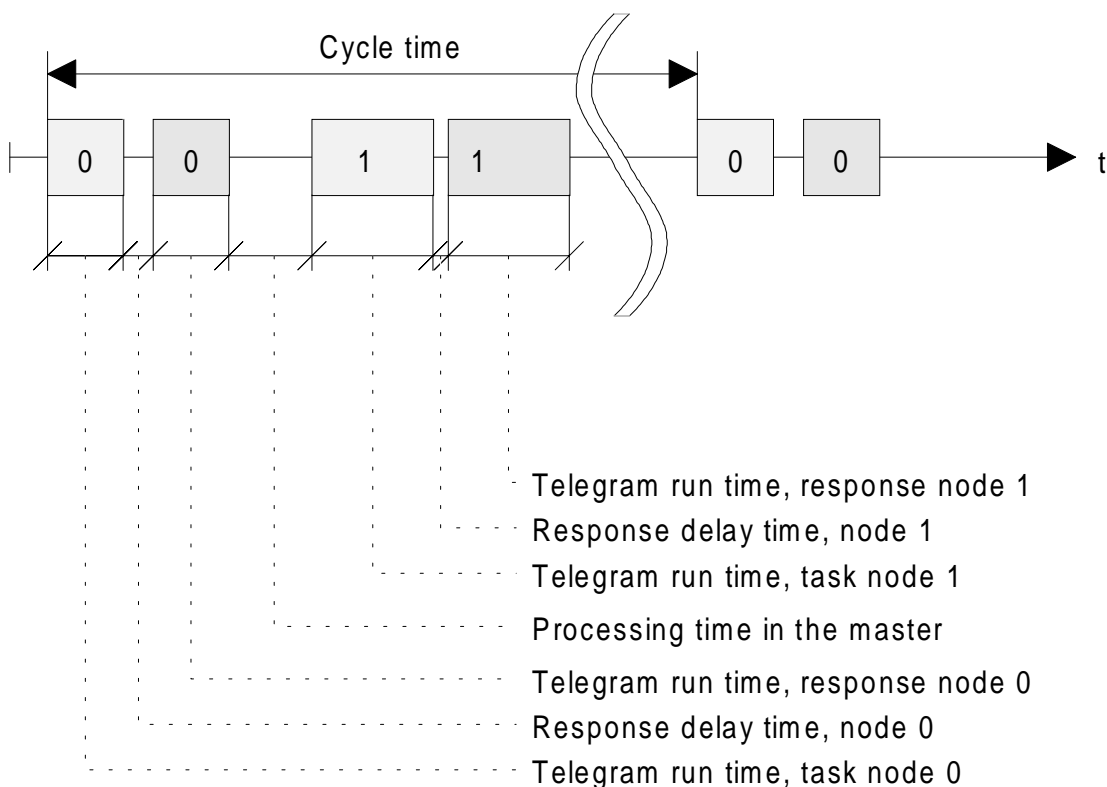 Cycle time
0 0 1 1 0 0 t
Telegram run time, response node 1
Response delay time, node 1
Telegram run time, task node 1
Processing time in the master
Telegram run time, response node 0
Response delay time, node 0
Telegram run time, task node 0